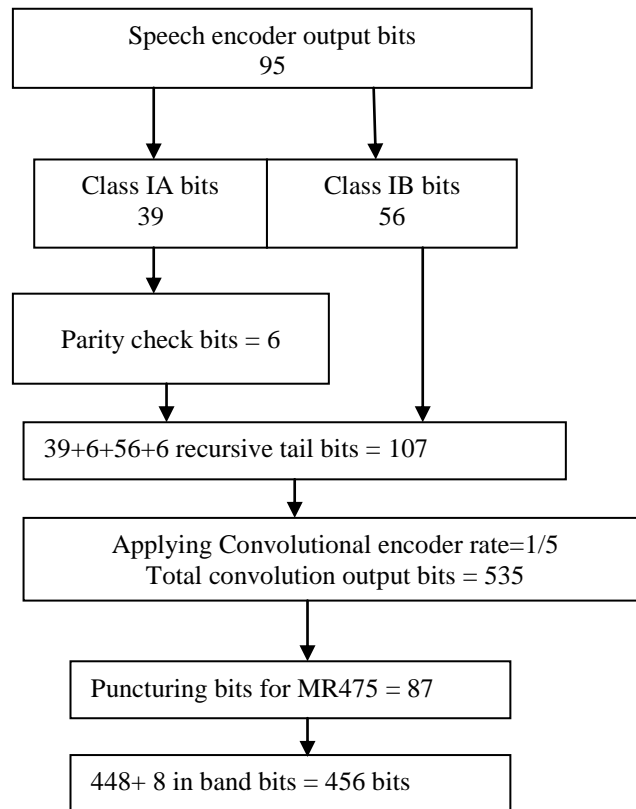 Speech encoder output bits
95
Class IA bits
39
Class IB bits
56
Parity check bits = 6
39+6+56+6 recursive tail bits = 107
Applying Convolutional encoder rate=1/5
Total convolution output bits = 535
Puncturing bits for MR475 = 87
448+ 8 in band bits = 456 bits